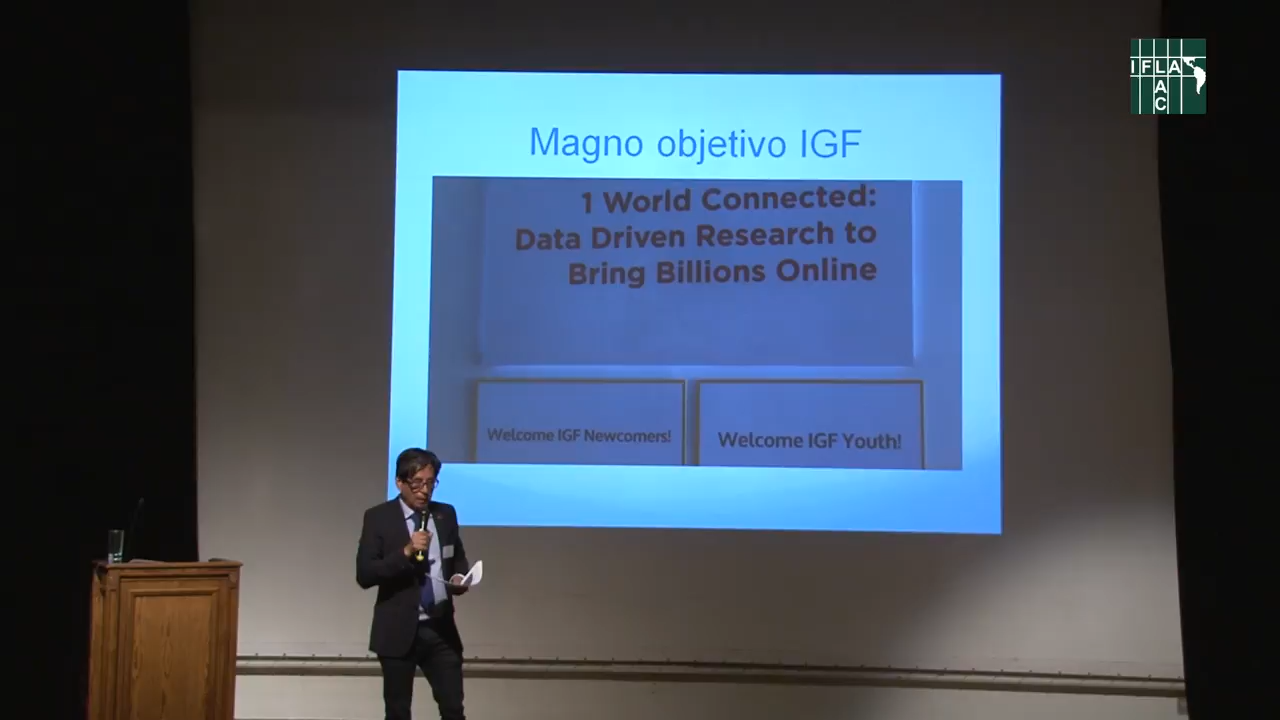 IFLA
LAC
Magno objetivo IGF
1 World Connected:
Data Driven Research to
Bring Billions Online
Welcome IGF Newcomers!
Welcome IGF Youth!